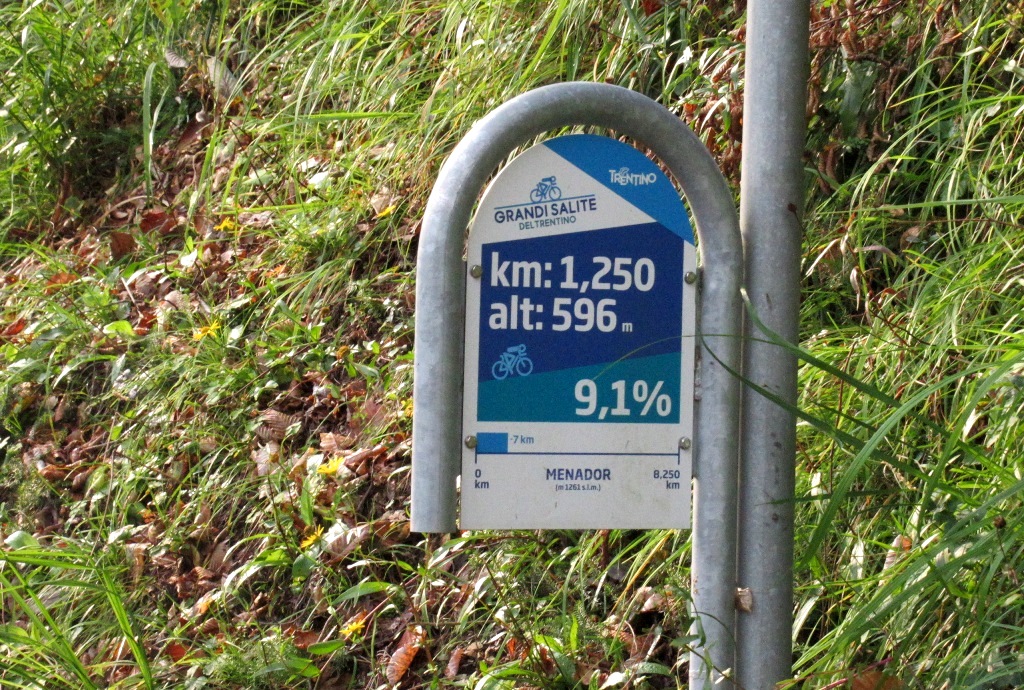 TRENTINO
GRANDI SALITE
DEL TRENTINO
km: 1,250
alt: 596 m
9,1%
-7 km
0 km
MENADOR
(m 1261 s.l.m.)
8,250 km